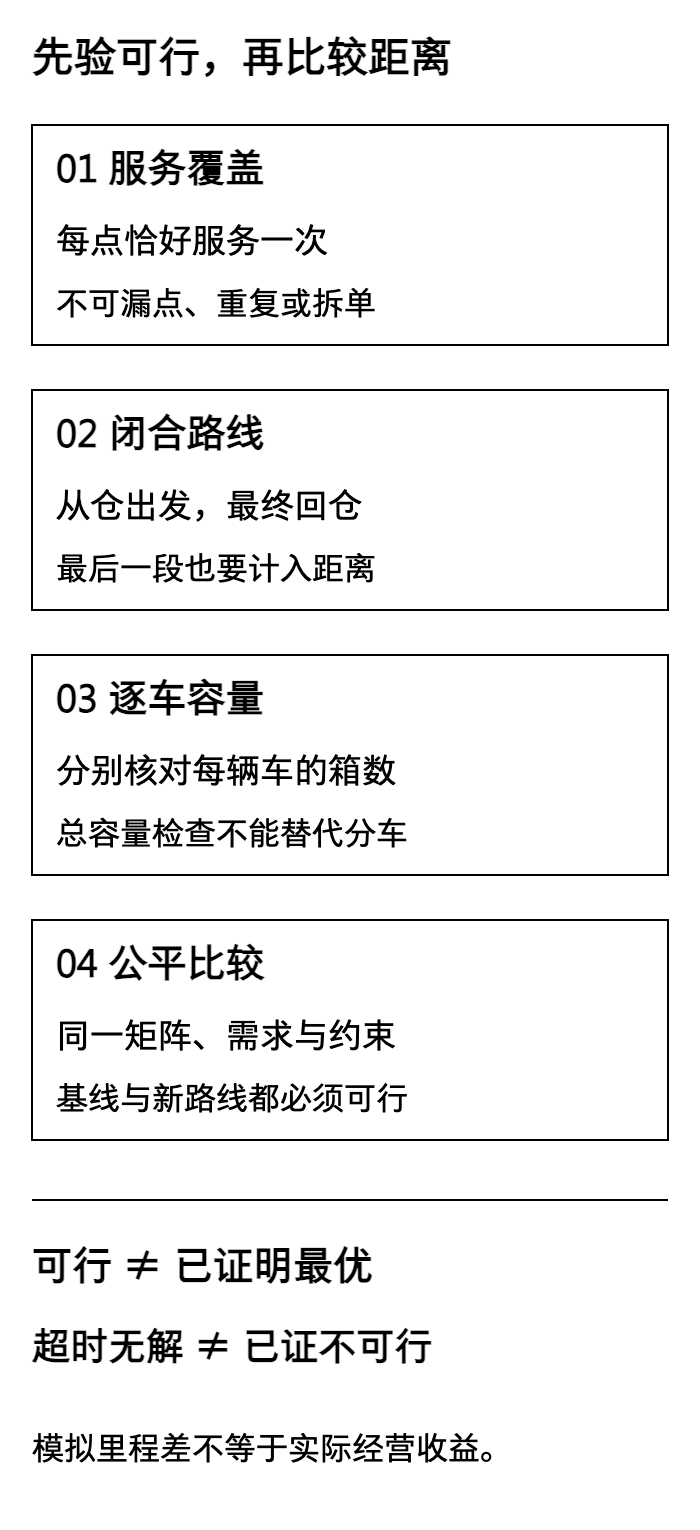 先验可行，再比较距离
01 服务覆盖
每点恰好服务一次
不可漏点、重复或拆单
02 闭合路线
从仓出发，最终回仓
最后一段也要计入距离
03 逐车容量
分别核对每辆车的箱数
总容量检查不能替代分车
04 公平比较
同一矩阵、需求与约束
基线与新路线都必须可行
可行 ≠ 已证明最优
超时无解 ≠ 已证不可行
模拟里程差不等于实际经营收益。